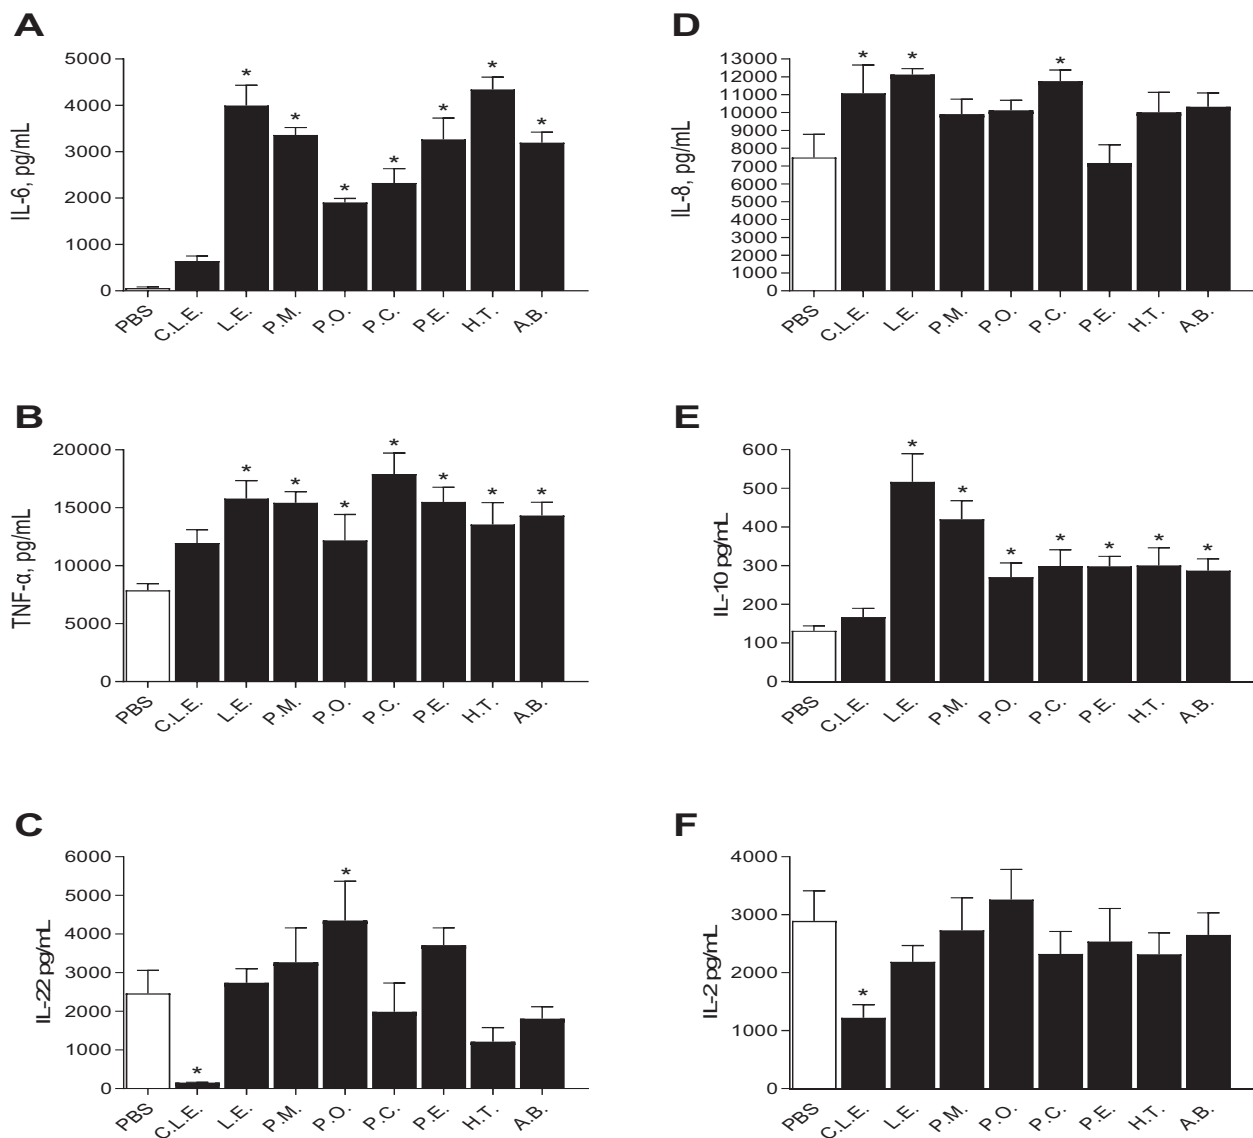 A
IL-6, pg/mL
5000
4000
3000
2000
1000
0
* * * * * * *
PBS C.L.E. L.E. P.M. P.O. P.C. P.E. H.T. A.B.
D
IL-8, pg/mL
13000
12000
11000
10000
9000
8000
7000
6000
5000
4000
3000
2000
1000
0
* * *
PBS C.L.E. L.E. P.M. P.O. P.C. P.E. H.T. A.B.
B
TNF-α, pg/mL
20000
15000
10000
5000
0
* * * * * * *
PBS C.L.E. L.E. P.M. P.O. P.C. P.E. H.T. A.B.
E
IL-10 pg/mL
600
500
400
300
200
100
0
* * * * * * *
PBS C.L.E. L.E. P.M. P.O. P.C. P.E. H.T. A.B.
C
IL-22 pg/mL
6000
5000
4000
3000
2000
1000
0
* *
PBS C.L.E. L.E. P.M. P.O. P.C. P.E. H.T. A.B.
F
IL-2 pg/mL
4000
3000
2000
1000
0
*
PBS C.L.E. L.E. P.M. P.O. P.C. P.E. H.T. A.B.